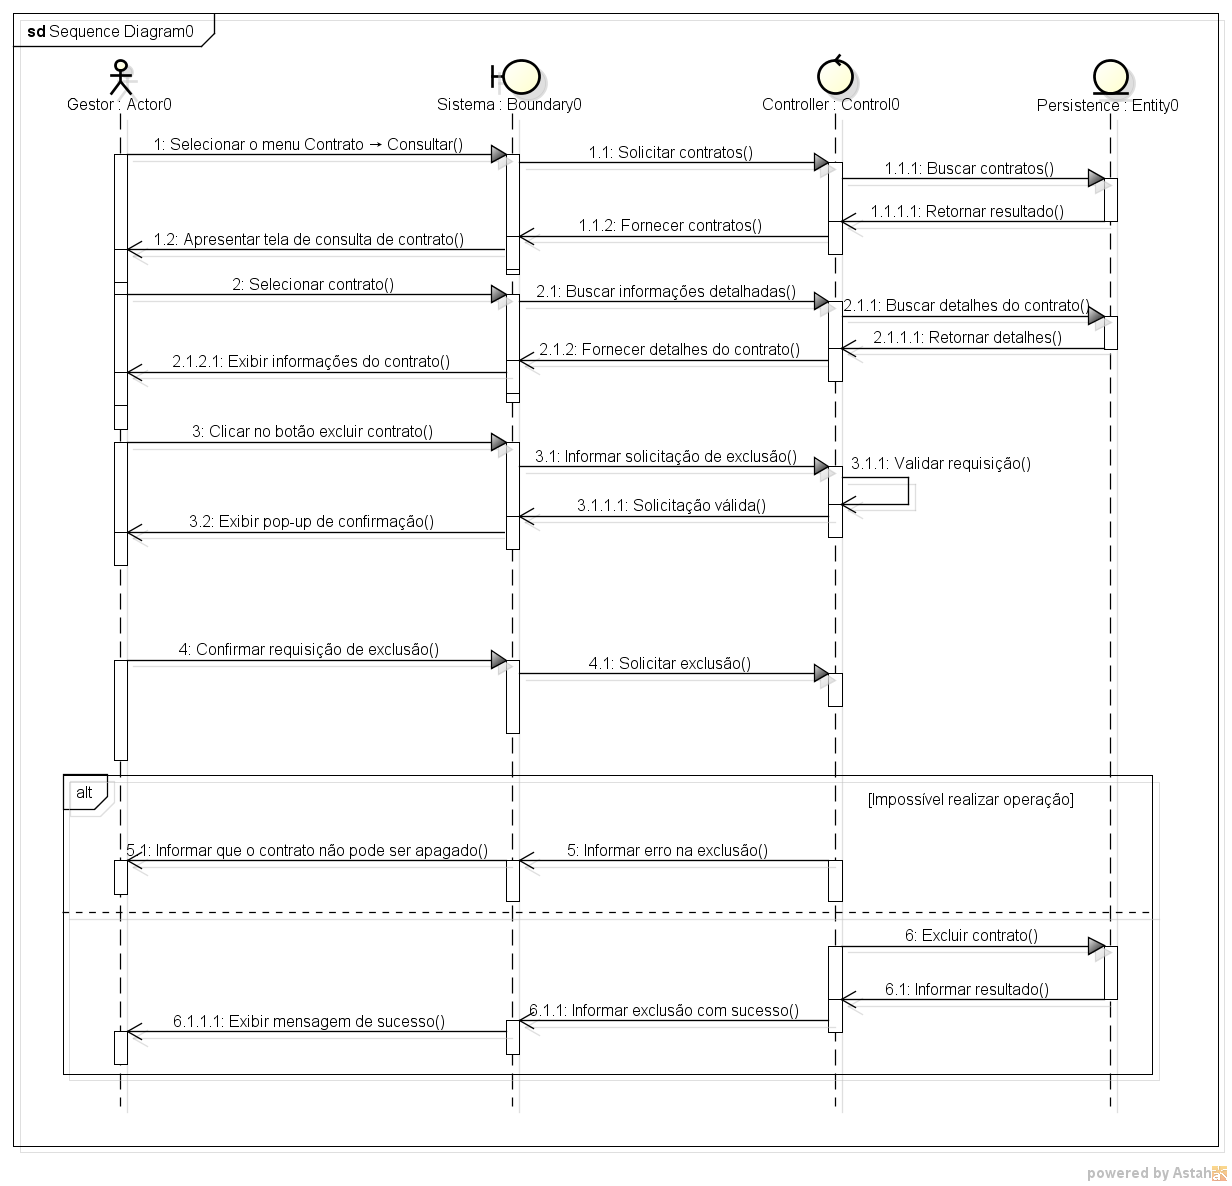 sd Sequence Diagram0
Gestor : Actor0
Sistema : Boundary0
Controller : Control0
Persistence : Entity0
1: Selecionar o menu Contrato → Consultar()
1.1: Solicitar contratos()
1.1.1: Buscar contratos()
1.1.1.1: Retornar resultado()
1.1.2: Fornecer contratos()
1.2: Apresentar tela de consulta de contrato()
2: Selecionar contrato()
2.1: Buscar informações detalhadas()
2.1.1: Buscar detalhes do contrato()
2.1.1.1: Retornar detalhes()
2.1.2: Fornecer detalhes do contrato()
2.1.2.1: Exibir informações do contrato()
3: Clicar no botão excluir contrato()
3.1: Informar solicitação de exclusão()
3.1.1: Validar requisição()
3.1.1.1: Solicitação válida()
3.2: Exibir pop-up de confirmação()
4: Confirmar requisição de exclusão()
4.1: Solicitar exclusão()
alt
[Impossível realizar operação]
5.1: Informar que o contrato não pode ser apagado()
5: Informar erro na exclusão()
6: Excluir contrato()
6.1: Informar resultado()
6.1.1: Informar exclusão com sucesso()
6.1.1.1: Exibir mensagem de sucesso()
powered by Astah